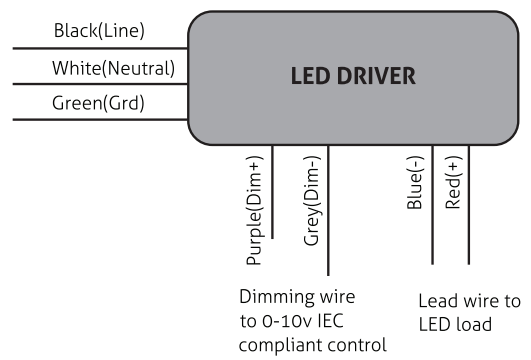 Black(Line)
White(Neutral)
Green(Grd)
LED DRIVER
Purple(Dim+)
Grey(Dim-)
Blue(-)
Red(+)
Dimming wire
to 0-10v IEC
compliant control
Lead wire to
LED load